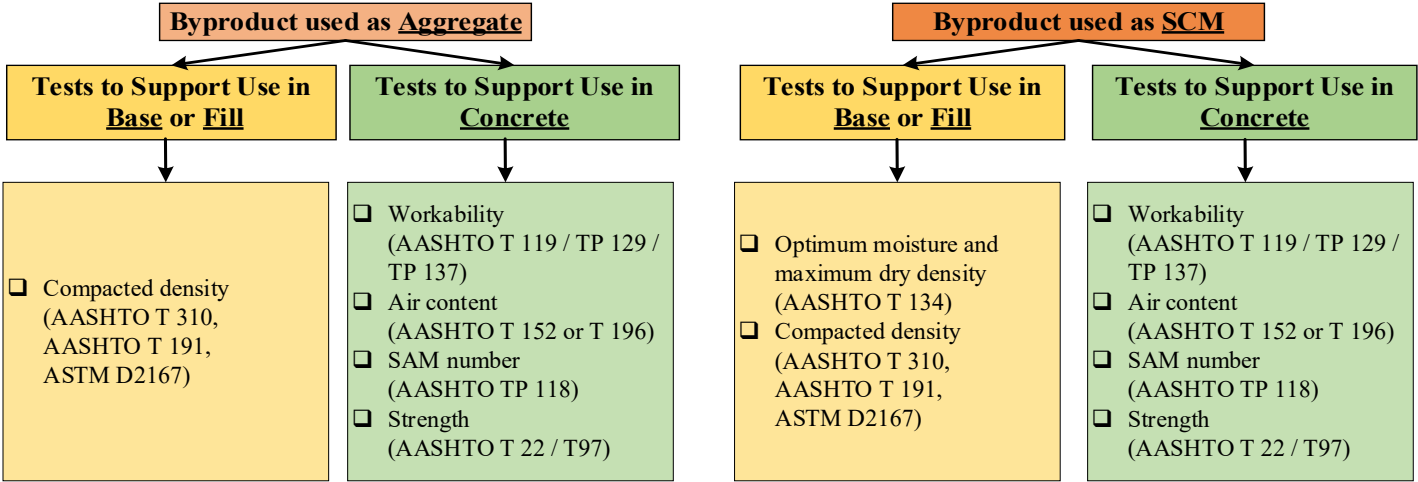 Byproduct used as Aggregate
Tests to Support Use in
Base or Fill
Compacted density
(AASHTO T 310,
AASHTO T 191,
ASTM D2167)
Tests to Support Use in
Concrete
Workability
(AASHTO T 119 / TP 129 /
TP 137)
Air content
(AASHTO T 152 or T 196)
SAM number
(AASHTO TP 118)
Strength
(AASHTO T 22 / T97)
Byproduct used as SCM
Tests to Support Use in
Base or Fill
Optimum moisture and
maximum dry density
(AASHTO T 134)
Compacted density
(AASHTO T 310,
AASHTO T 191,
ASTM D2167)
Tests to Support Use in
Concrete
Workability
(AASHTO T 119 / TP 129 /
TP 137)
Air content
(AASHTO T 152 or T 196)
SAM number
(AASHTO TP 118)
Strength
(AASHTO T 22 / T97)